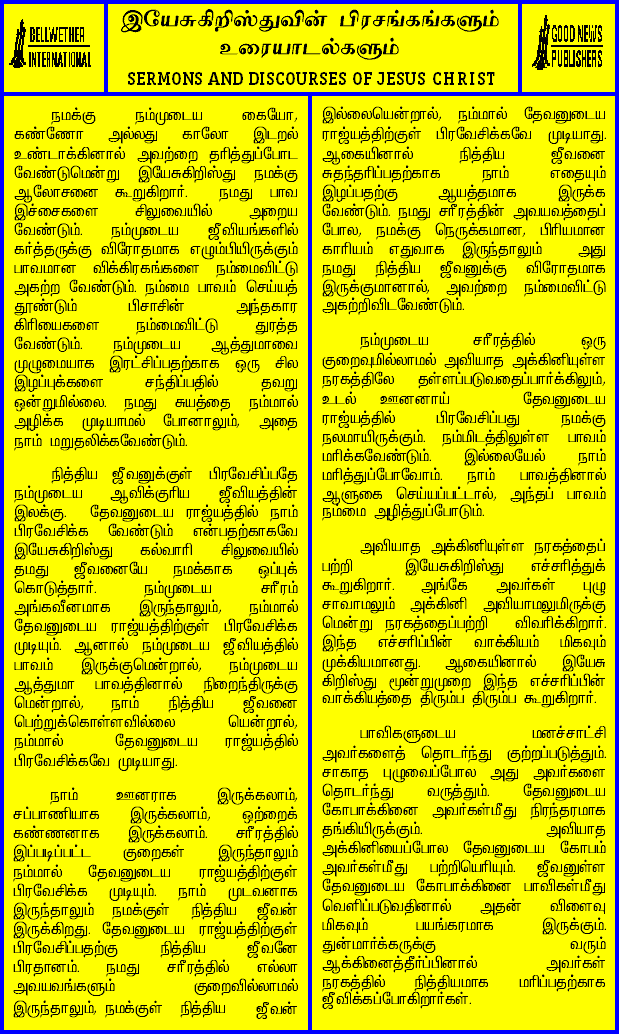 BELLWETHER
INTERNATIONAL
இயேசுகிறிஸ்துவின் பிரசங்கங்களும்
உரையாடல்களும்
SERMONS AND DISCOURSES OF JESUS CHRIST
GOOD NEWS
PUBLISHERS
நமக்கு நம்முடைய கையோ,
கண்ணோ அல்லது காலோ இடறல்
உண்டாக்கினால் அவற்றை தரித்துப்போட
வேண்டுமென்று இயேசுகிறிஸ்து நமக்கு
ஆலோசனை கூறுகிறார். நமது பாவ
இச்சைகளை சிலுவையில் அறைய
வேண்டும். நம்முடைய ஜீவியங்களில்
கர்த்தருக்கு விரோதமாக எழும்பியிருக்கும்
பாவமான விக்கிரகங்களை நம்மைவிட்டு
அகற்ற வேண்டும். நம்மை பாவம் செய்யத்
தூண்டும் பிசாசின் அந்தகார
கிரியைகளை நம்மைவிட்டு துரத்த
வேண்டும். நம்முடைய ஆத்துமாவை
முழுமையாக இரட்சிப்பதற்காக ஒரு சில
இழப்புக்களை சந்திப்பதில் தவறு
ஒன்றுமில்லை. நமது சுயத்தை நம்மால்
அழிக்க முடியாமல் போனாலும், அதை
நாம் மறுதலிக்கவேண்டும்.
நித்திய ஜீவனுக்குள் பிரவேசிப்பதே
நம்முடைய ஆவிக்குரிய ஜீவியத்தின்
இலக்கு. தேவனுடைய ராஜ்யத்தில் நாம்
பிரவேசிக்க வேண்டும் என்பதற்காகவே
இயேசுகிறிஸ்து கல்வாரி சிலுவையில்
தமது ஜீவனையே நமக்காக ஒப்புக்
கொடுத்தார். நம்முடைய சரீரம்
அங்கவீனமாக இருந்தாலும், நம்மால்
தேவனுடைய ராஜ்யத்திற்குள் பிரவேசிக்க
முடியும். ஆனால் நம்முடைய ஜீவியத்தில்
பாவம் இருக்குமென்றால், நம்முடைய
ஆத்துமா பாவத்தினால் நிறைந்திருக்கு
மென்றால், நாம் நித்திய ஜீவனை
பெற்றுக்கொள்ளவில்லை யென்றால்,
நம்மால் தேவனுடைய ராஜ்யத்தில்
பிரவேசிக்கவே முடியாது.
நாம் ஊனராக இருக்கலாம்,
சப்பாணியாக இருக்கலாம், ஒற்றைக்
கண்ணனாக இருக்கலாம். சரீரத்தில்
இப்படிப்பட்ட குறைகள் இருந்தாலும்
நம்மால் தேவனுடைய ராஜ்யத்திற்குள்
பிரவேசிக்க முடியும். நாம் முடவனாக
இருந்தாலும் நமக்குள் நித்திய ஜீவன்
இருக்கிறது. தேவனுடைய ராஜ்யத்திற்குள்
பிரவேசிப்பதற்கு நித்திய ஜீவனே
பிரதானம். நமது சரீரத்தில் எல்லா
அவயவங்களும் குறைவில்லாமல்
இருந்தாலும், நமக்குள் நித்திய ஜீவன்
இல்லையென்றால், நம்மால் தேவனுடைய
ராஜ்யத்திற்குள் பிரவேசிக்கவே முடியாது.
ஆகையினால் நித்திய ஜீவனை
சுதந்தரிப்பதற்காக நாம் எதையும்
இழப்பதற்கு ஆயத்தமாக இருக்க
வேண்டும். நமது சரீரத்தின் அவயவத்தைப்
போல, நமக்கு நெருக்கமான, பிரியமான
காரியம் எதுவாக இருந்தாலும் அது
நமது நித்திய ஜீவனுக்கு விரோதமாக
இருக்குமானால், அவற்றை நம்மைவிட்டு
அகற்றிவிடவேண்டும்.
நம்முடைய சரீரத்தில் ஒரு
குறைவுமில்லாமல் அவியாத அக்கினியுள்ள
நரகத்திலே தள்ளப்படுவதைப்பார்க்கிலும்,
உடல் ஊனனாய் தேவனுடைய
ராஜ்யத்தில் பிரவேசிப்பது நமக்கு
நலமாயிருக்கும். நம்மிடத்திலுள்ள பாவம்
மரிக்கவேண்டும். இல்லையேல் நாம்
மரித்துப்போவோம். நாம் பாவத்தினால்
ஆளுகை செய்யப்பட்டால், அந்தப் பாவம்
நம்மை அழித்துப்போடும்.
அவியாத அக்கினியுள்ள நரகத்தைப்
பற்றி இயேசுகிறிஸ்து எச்சரித்துக்
கூறுகிறார். அங்கே அவர்கள் புழு
சாவாமலும் அக்கினி அவியாமலுமிருக்கு
மென்று நரகத்தைப்பற்றி விவரிக்கிறார்.
இந்த எச்சரிப்பின் வாக்கியம் மிகவும்
முக்கியமானது. ஆகையினால் இயேசு
கிறிஸ்து மூன்றுமுறை இந்த எச்சரிப்பின்
வாக்கியத்தை திரும்ப திரும்ப கூறுகிறார்.
பாவிகளுடைய மனச்சாட்சி
அவர்களைத் தொடர்ந்து குற்றப்படுத்தும்.
சாகாத புழுவைப்போல அது அவர்களை
தொடர்ந்து வருத்தும். தேவனுடைய
கோபாக்கினை அவர்கள்மீது நிரந்தரமாக
தங்கியிருக்கும். அவியாத
அக்கினியைப்போல தேவனுடைய கோபம்
அவர்கள்மீது பற்றியெரியும். ஜீவனுள்ள
தேவனுடைய கோபாக்கினை பாவிகள்மீது
வெளிப்படுவதினால் அதன் விளைவு
மிகவும் பயங்கரமாக இருக்கும்.
துன்மார்க்கருக்கு வரும்
ஆக்கினைத்தீர்ப்பினால் அவர்கள்
நரகத்தில் நித்தியமாக மரிப்பதற்காக
ஜீவிக்கப்போகிறார்கள்.